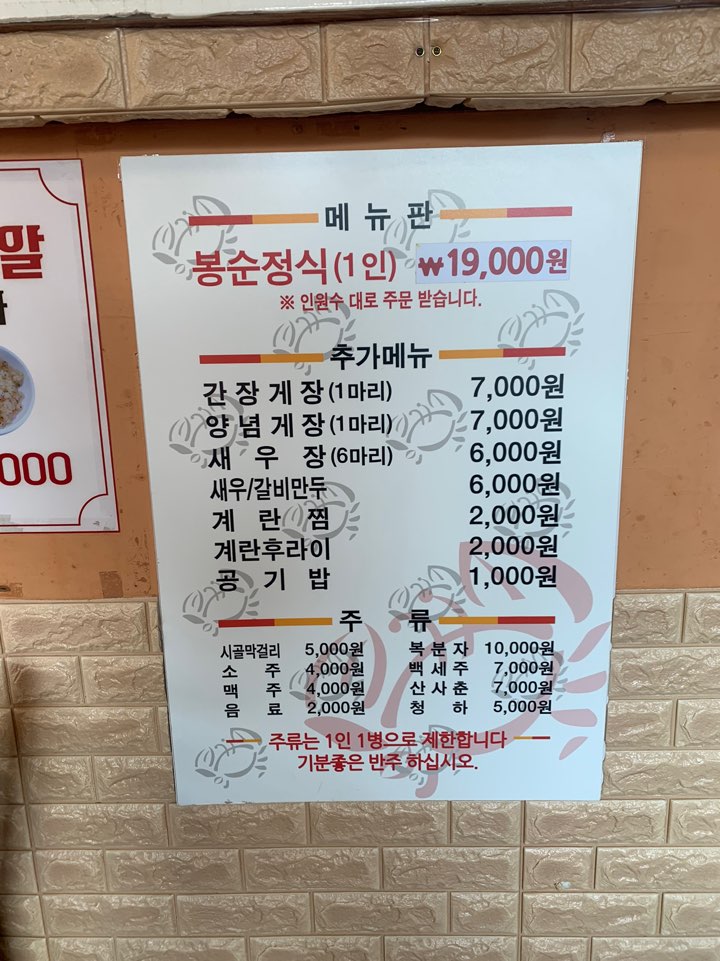 메뉴판
봉순정식(1인) ₩19,000원
※ 인원수 대로 주문 받습니다.
추가메뉴
간장게장(1마리) 7,000원
양념게장(1마리) 7,000원
새우장(6마리) 6,000원
새우/갈비만두 6,000원
계란찜 2,000원
계란후라이 2,000원
공기밥 1,000원
주류
시골막걸리 5,000원 복분자 10,000원
소주 4,000원 백세주 7,000원
맥주 4,000원 산사춘 7,000원
음료 2,000원 청하 5,000원
주류는 1인 1병으로 제한합니다
기분좋은 반주 하십시오.
알
000